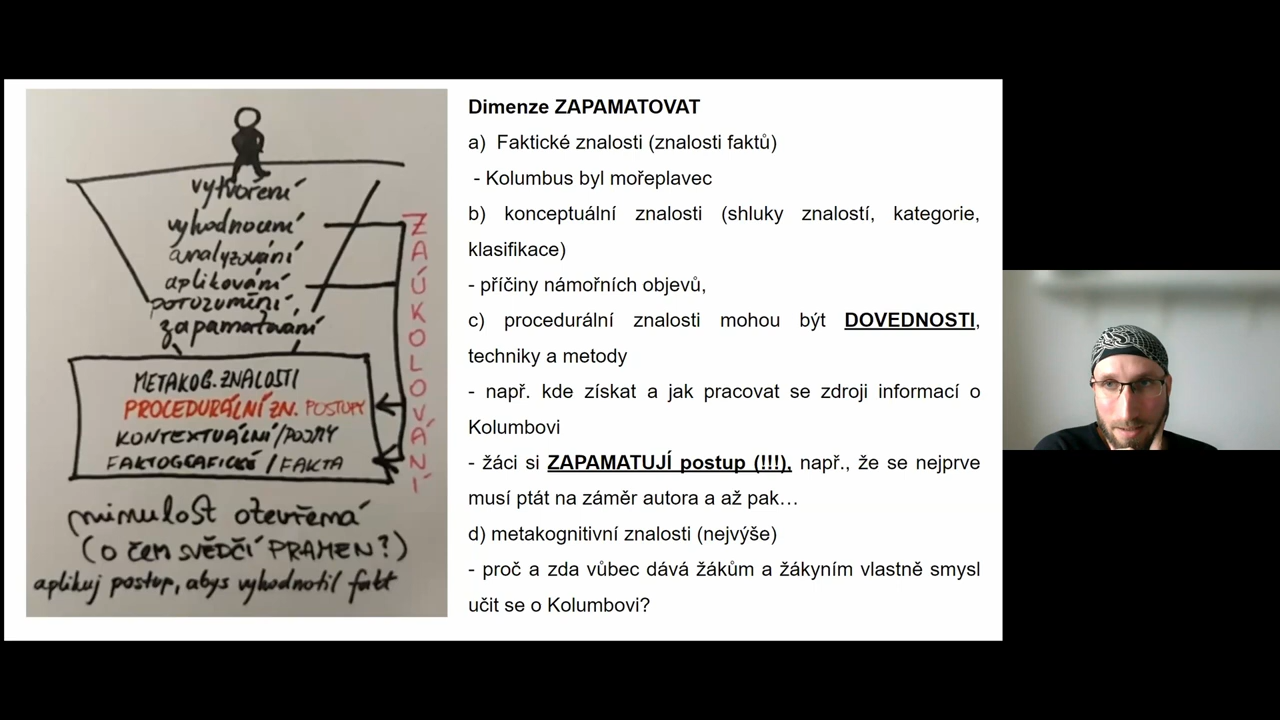 vytvoření
vyhodnocení
analyzování
aplikování
porozumění,
zapamatování
METAKOG. ZNALOSTI
PROCEDURÁLNÍ ZN. POSTUPY
KONTEXTUÁLNÍ/POJMY
FAKTOGRAFICKÉ/FAKTA
ZAÚKOLOVÁNÍ
minulost otevřená
(O ČEM SVĚDČÍ PRAMEN?)
aplikuj postup, abys vyhodnotil fakt
Dimenze ZAPAMATOVAT
a) Faktické znalosti (znalosti faktů)
- Kolumbus byl mořeplavec
b) konceptuální znalosti (shluky znalostí, kategorie,
klasifikace)
- příčiny námořních objevů,
c) procedurální znalosti mohou být DOVEDNOSTI,
techniky a metody
- např. kde získat a jak pracovat se zdroji informací o
Kolumbovi
- žáci si ZAPAMATUJÍ postup (!!!), např., že se nejprve
musí ptát na záměr autora a až pak…
d) metakognitivní znalosti (nejvýše)
- proč a zda vůbec dává žákům a žákyním vlastně smysl
učit se o Kolumbovi?